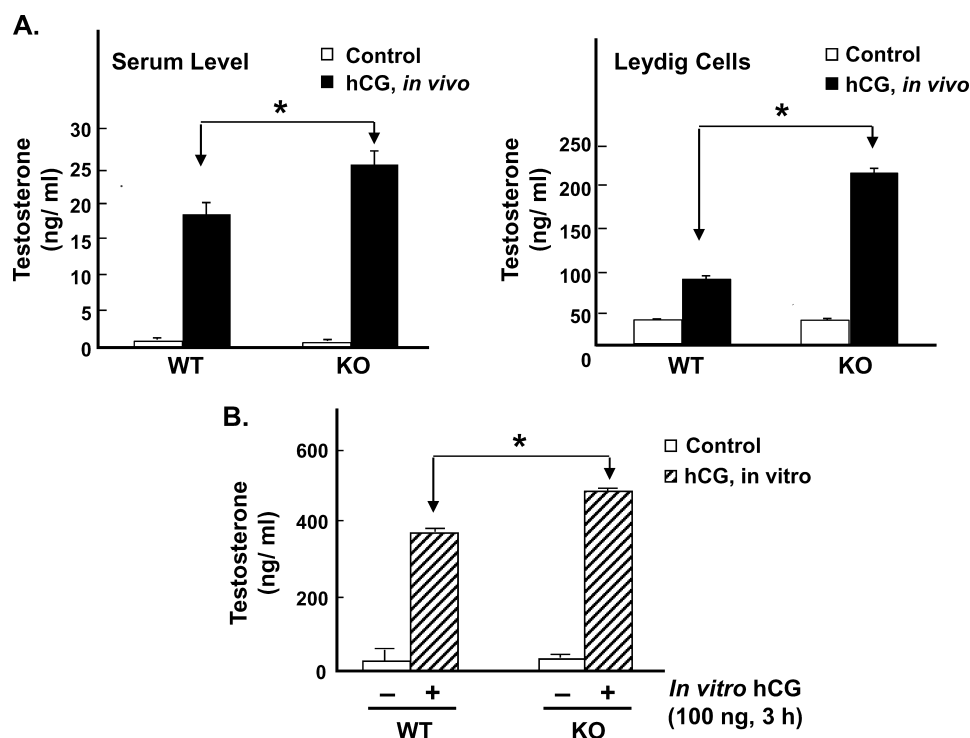 A.
Serum Level
Control
hCG, in vivo
*
Testosterone
(ng/ ml)
30
25
20
15
10
5
0
WT
KO
Leydig Cells
Control
hCG, in vivo
*
Testosterone
(ng/ ml)
250
200
150
100
50
0
WT
KO
B.
Control
hCG, in vitro
*
Testosterone
(ng/ ml)
600
400
200
0
– + – +
In vitro hCG
(100 ng, 3 h)
WT
KO